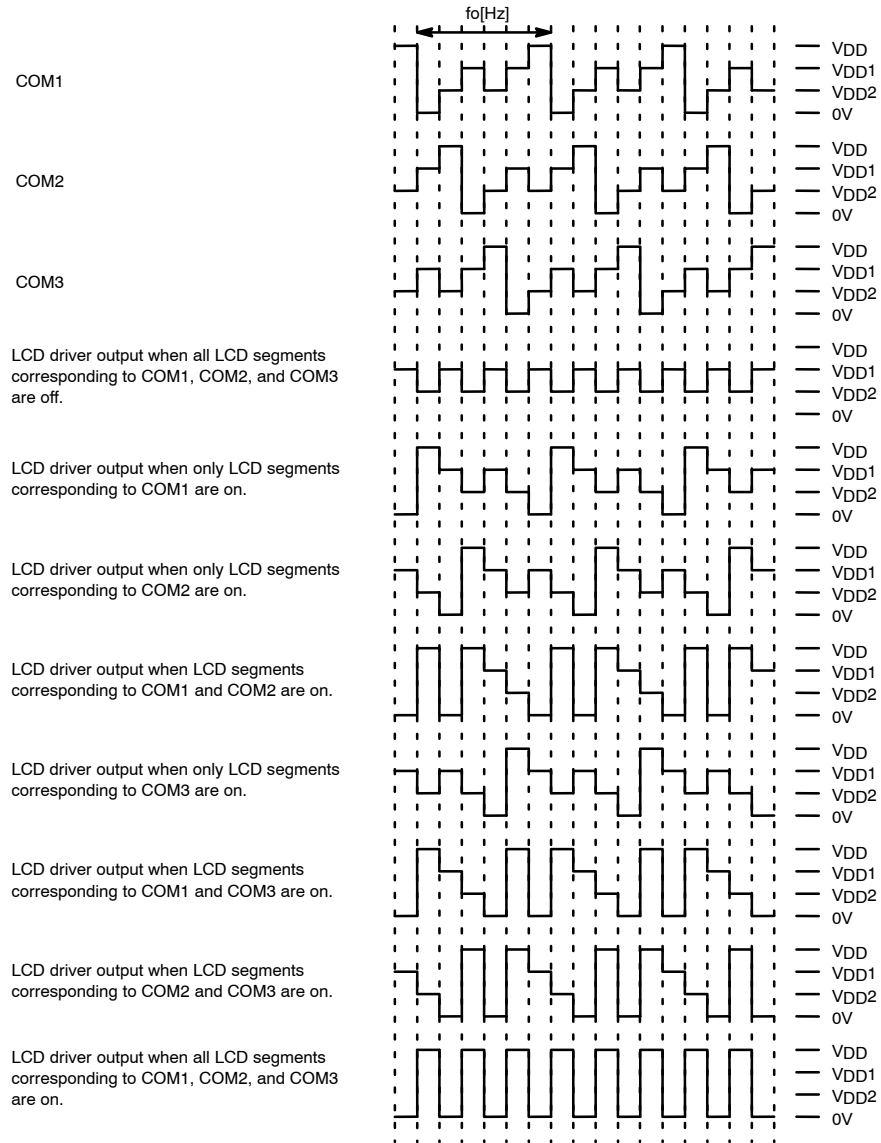 fo[Hz]
COM1
VDD
VDD1
VDD2
0V
COM2
VDD
VDD1
VDD2
0V
COM3
VDD
VDD1
VDD2
0V
LCD driver output when all LCD segments
corresponding to COM1, COM2, and COM3
are off.
VDD
VDD1
VDD2
0V
LCD driver output when only LCD segments
corresponding to COM1 are on.
VDD
VDD1
VDD2
0V
LCD driver output when only LCD segments
corresponding to COM2 are on.
VDD
VDD1
VDD2
0V
LCD driver output when LCD segments
corresponding to COM1 and COM2 are on.
VDD
VDD1
VDD2
0V
LCD driver output when only LCD segments
corresponding to COM3 are on.
VDD
VDD1
VDD2
0V
LCD driver output when LCD segments
corresponding to COM1 and COM3 are on.
VDD
VDD1
VDD2
0V
LCD driver output when LCD segments
corresponding to COM2 and COM3 are on.
VDD
VDD1
VDD2
0V
LCD driver output when all LCD segments
corresponding to COM1, COM2, and COM3
are on.
VDD
VDD1
VDD2
0V